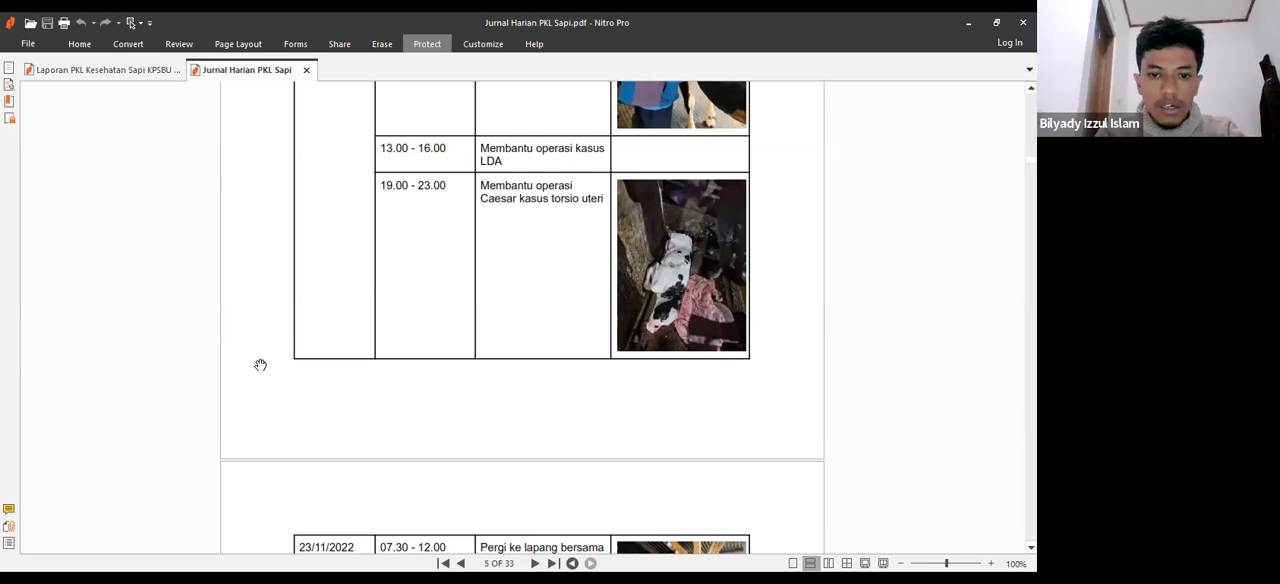 Jurnal Harian PKL Sapi.pdf - Nitro Pro
File
Home
Convert
Review
Page Layout
Forms
Share
Erase
Protect
Customize
Help
Log In
Laporan PKL Kesehatan Sapi KPSBU ...
Jurnal Harian PKL Sapi
Bilyady Izzul Islam
13.00 - 16.00
Membantu operasi kasus
LDA
19.00 - 23.00
Membantu operasi
Caesar kasus torsio uteri
23/11/2022
07.30 - 12.00
Pergi ke lapang bersama
5 OF 33
100%